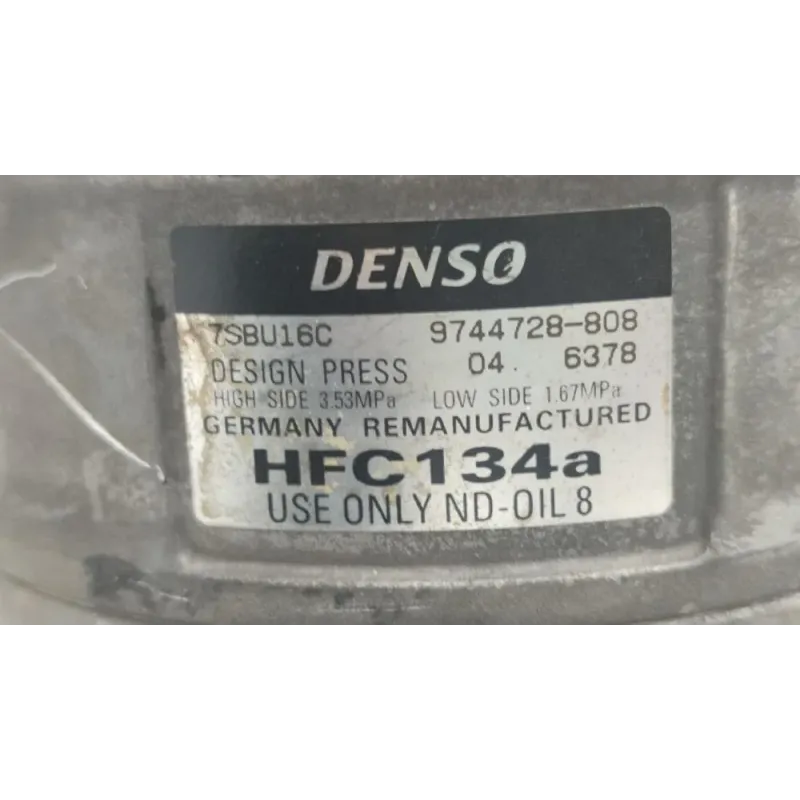 DENSO
7SBU16C 9744728-808
DESIGN PRESS 04. 6378
HIGH SIDE 3.53MPa LOW SIDE 1.67MPa
GERMANY REMANUFACTURED
HFC134a
USE ONLY ND-OIL 8